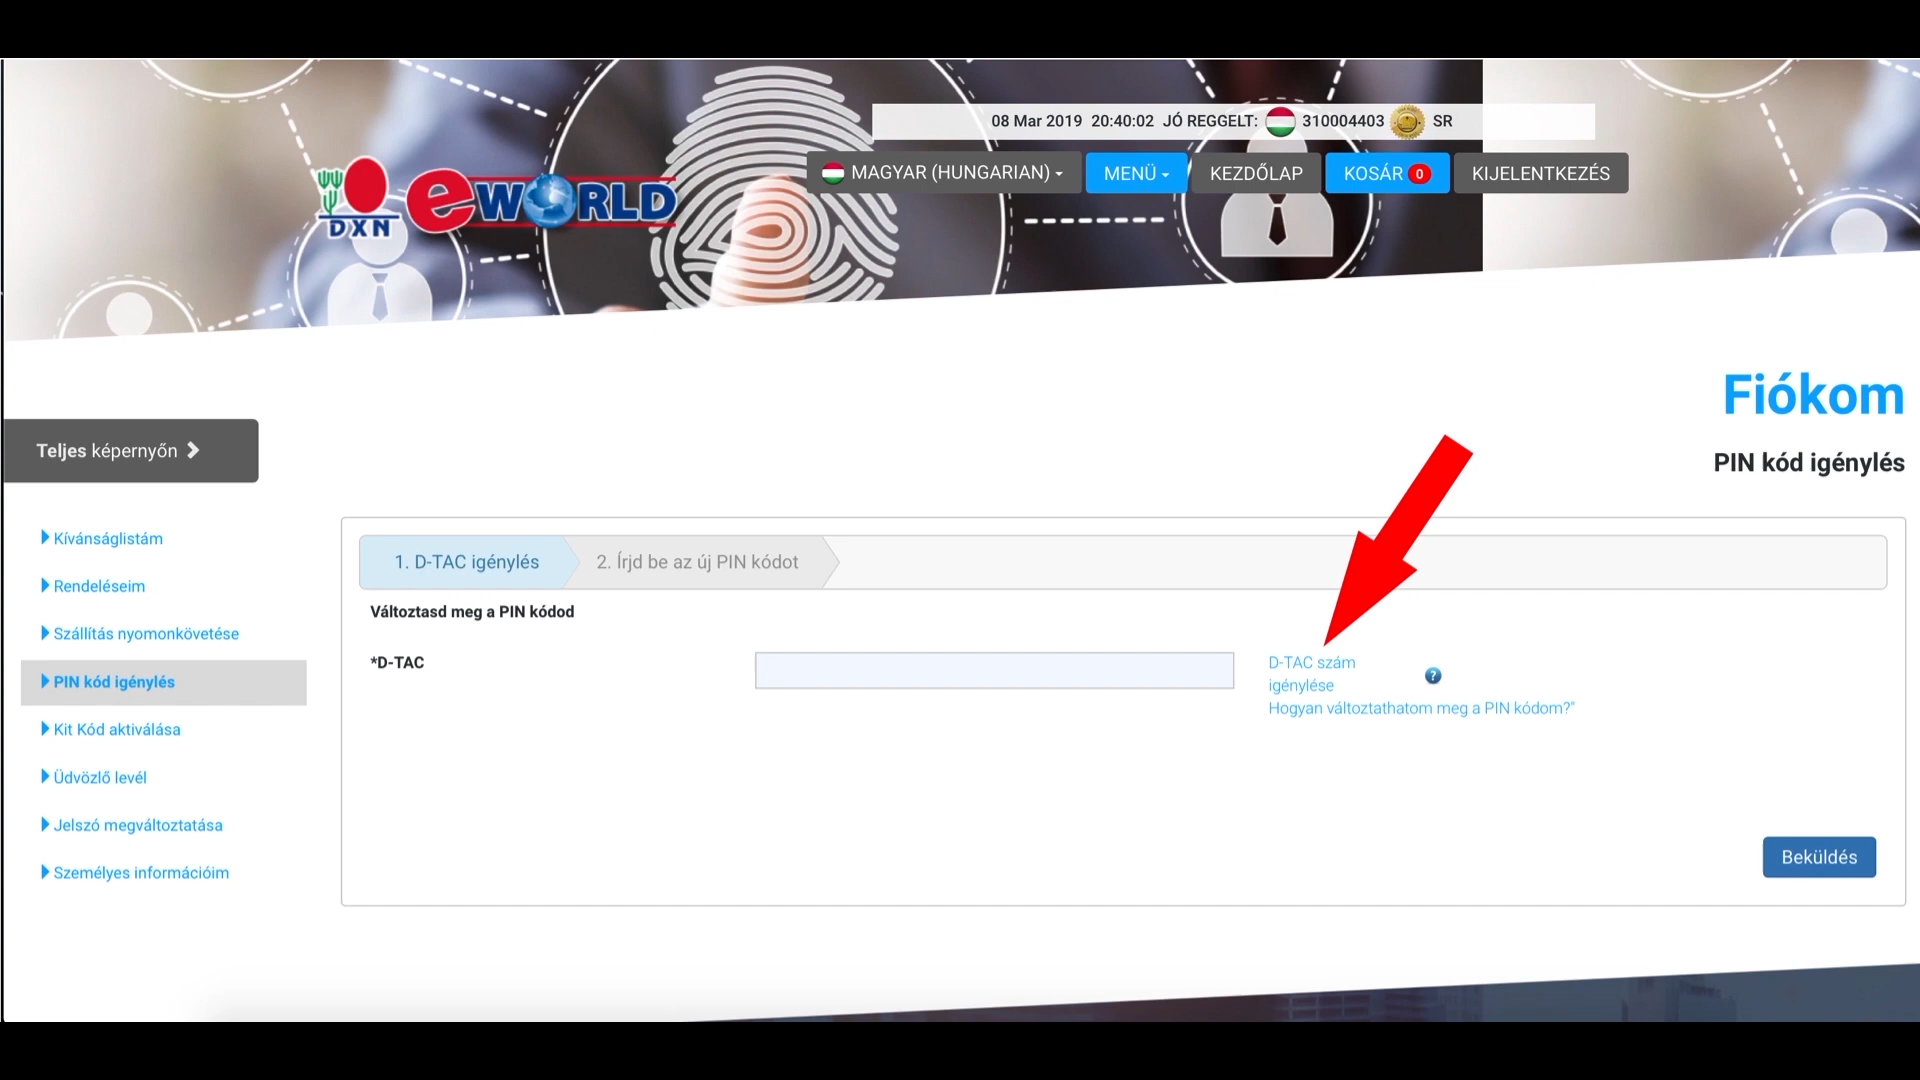 08 Mar 2019 20:40:02 JÓ REGGELT: 310004403 SR
MAGYAR (HUNGARIAN) MENÜ KEZDŐLAP KOSÁR 0 KIJELENTKEZÉS
DXN eWORLD
Fiókom
PIN kód igénylés
Teljes képernyőn
Kívánságlistám
Rendeléseim
Szállítás nyomonkövetése
PIN kód igénylés
Kit Kód aktiválása
Üdvözlő levél
Jelszó megváltoztatása
Személyes információim
1. D-TAC igénylés 2. Írjd be az új PIN kódot
Változtasd meg a PIN kódod
*D-TAC
D-TAC szám
igénylése ?
Hogyan változtathatom meg a PIN kódom?"
Beküldés